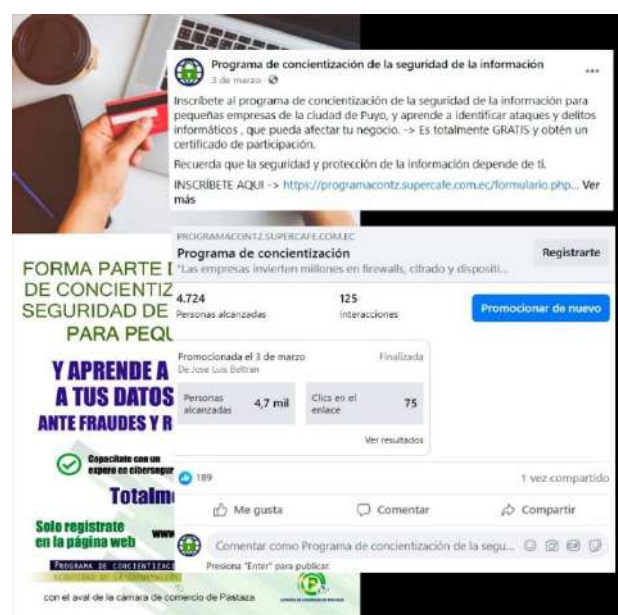 Programa de concientización de la seguridad de la información
3 de marzo
Inscríbete al programa de concientización de la seguridad de la información para
pequeñas empresas de la ciudad de Puyo, y aprende a identificar ataques y delitos
informáticos , que pueda afectar tu negocio. -> Es totalmente GRATIS y obtén un
certificado de participación.
Recuerda que la seguridad y protección de la información depende de ti.
INSCRÍBETE AQUI -> https://programacontz.supercafe.com.ec/formulario.php... Ver
más
PROGRAMACONTZ.SUPERCAFE.COM.EC
Programa de concientización
Registrarte
"Las empresas invierten millones en firewalls, cifrado y dispositi...
4.724
Personas alcanzadas
125
Interacciones
Promocionar de nuevo
Promocionada el 3 de marzo
De Jose Luis Beltran
Finalizada
Personas
alcanzadas
4,7 mil
Clics en el
enlace
75
Ver resultados
189
1 vez compartido
Me gusta
Comentar
Compartir
Comentar como Programa de concientización de la segu...
Presiona "Enter" para publicar.
FORMA PARTE
DE CONCIENTIZ
SEGURIDAD DE
PARA PEQU
Y APRENDE A
A TUS DATOS
ANTE FRAUDES Y R
Capacítate con un
expero en cibersegur
Totalm
Solo registrate
en la página web
www
PROGRAMA DE CONCIENTIZAC
SEGURIDAD DE LA INFORMACIÓN
con el aval de la cámara de comercio de Pastaza